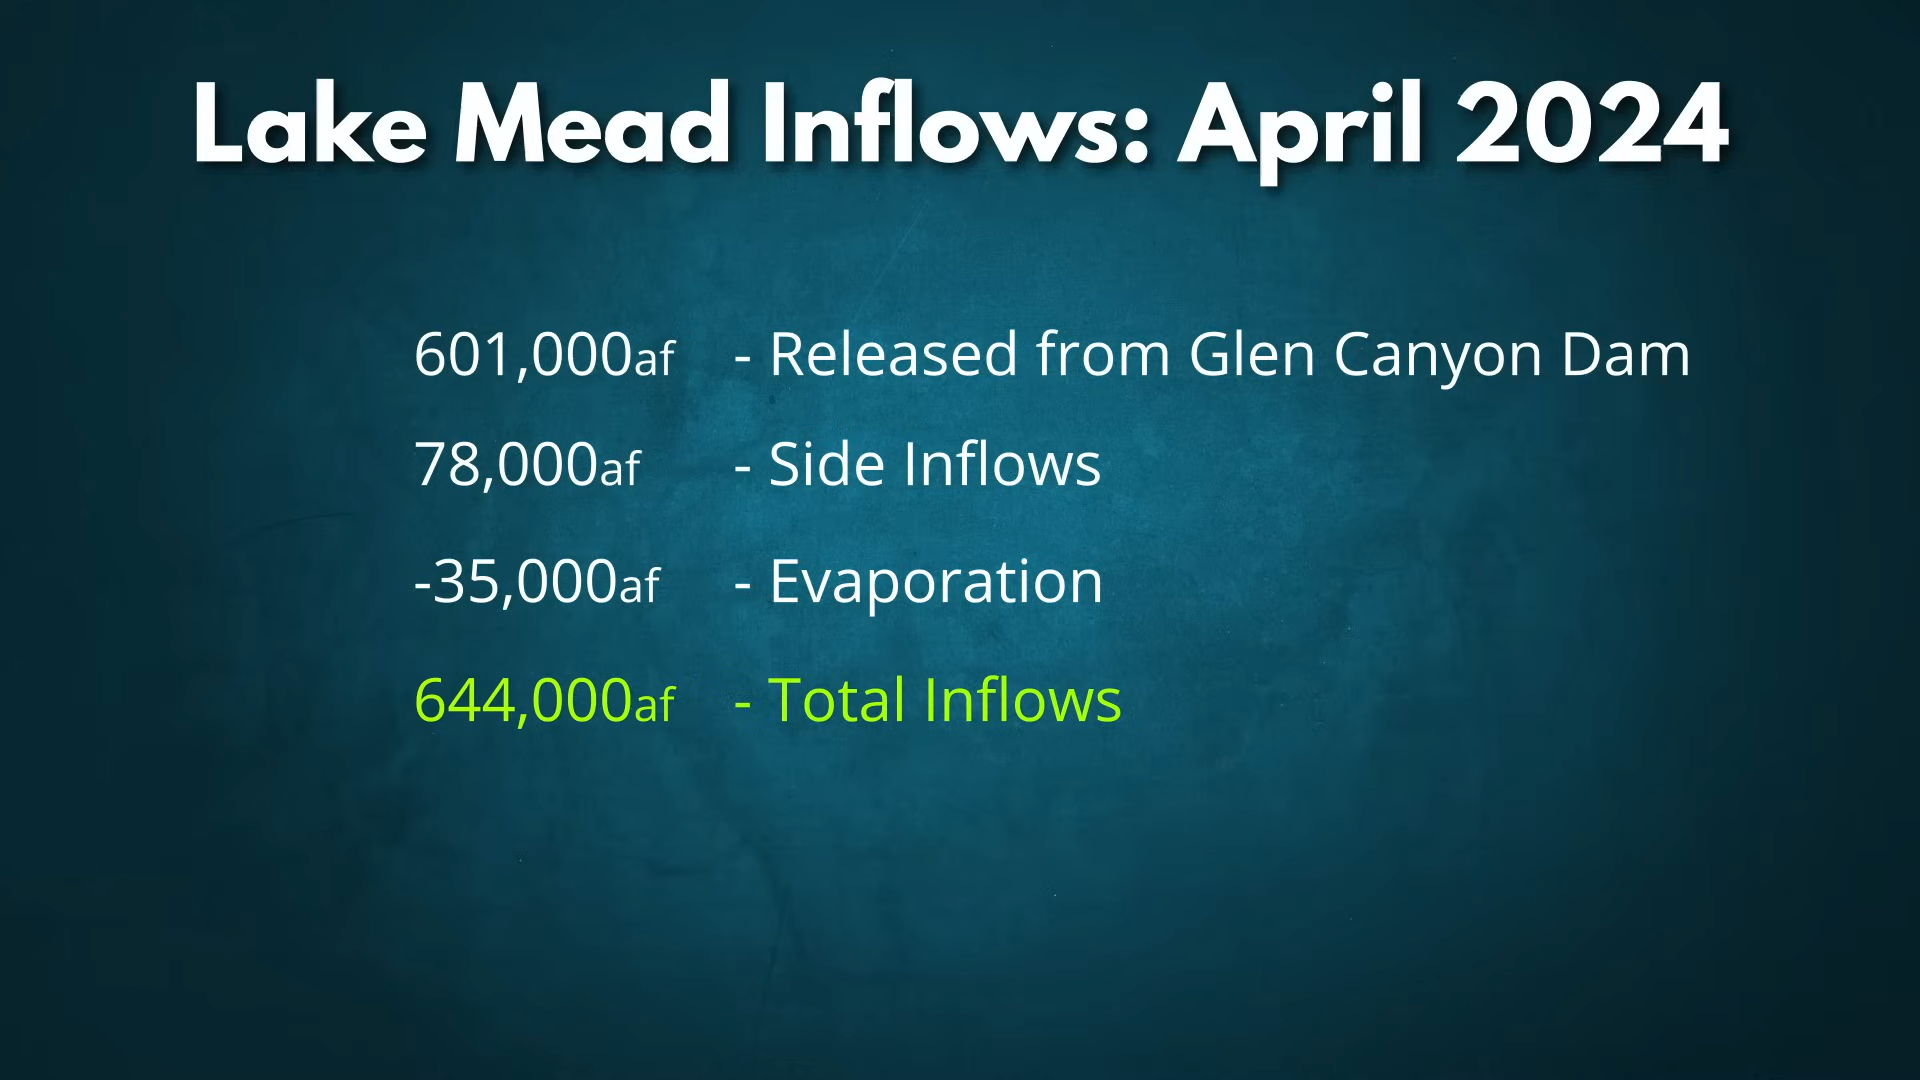 Lake Mead Inflows: April 2024
601,000af - Released from Glen Canyon Dam
78,000af - Side Inflows
-35,000af - Evaporation
644,000af - Total Inflows